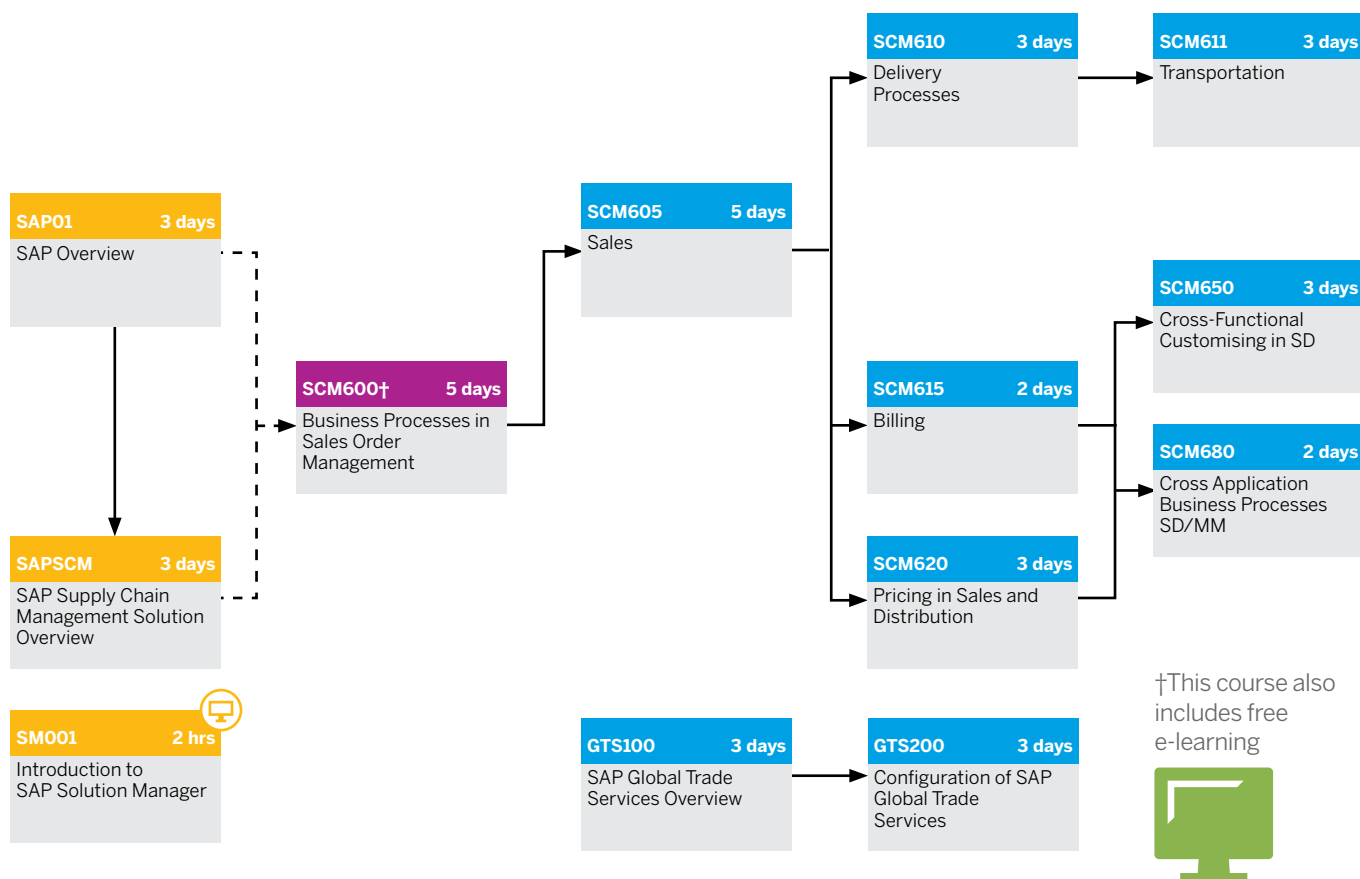 SCM610 3 days
Delivery
Processes
SCM611 3 days
Transportation
SAP01 3 days
SAP Overview
SCM605 5 days
Sales
SCM650 3 days
Cross-Functional
Customising in SD
SCM600† 5 days
Business Processes in
Sales Order
Management
SCM615 2 days
Billing
SCM680 2 days
Cross Application
Business Processes
SD/MM
SAPSCM 3 days
SAP Supply Chain
Management Solution
Overview
SCM620 3 days
Pricing in Sales and
Distribution
†This course also
includes free
e-learning
SM001 2 hrs
Introduction to
SAP Solution Manager
GTS100 3 days
SAP Global Trade
Services Overview
GTS200 3 days
Configuration of SAP
Global Trade
Services